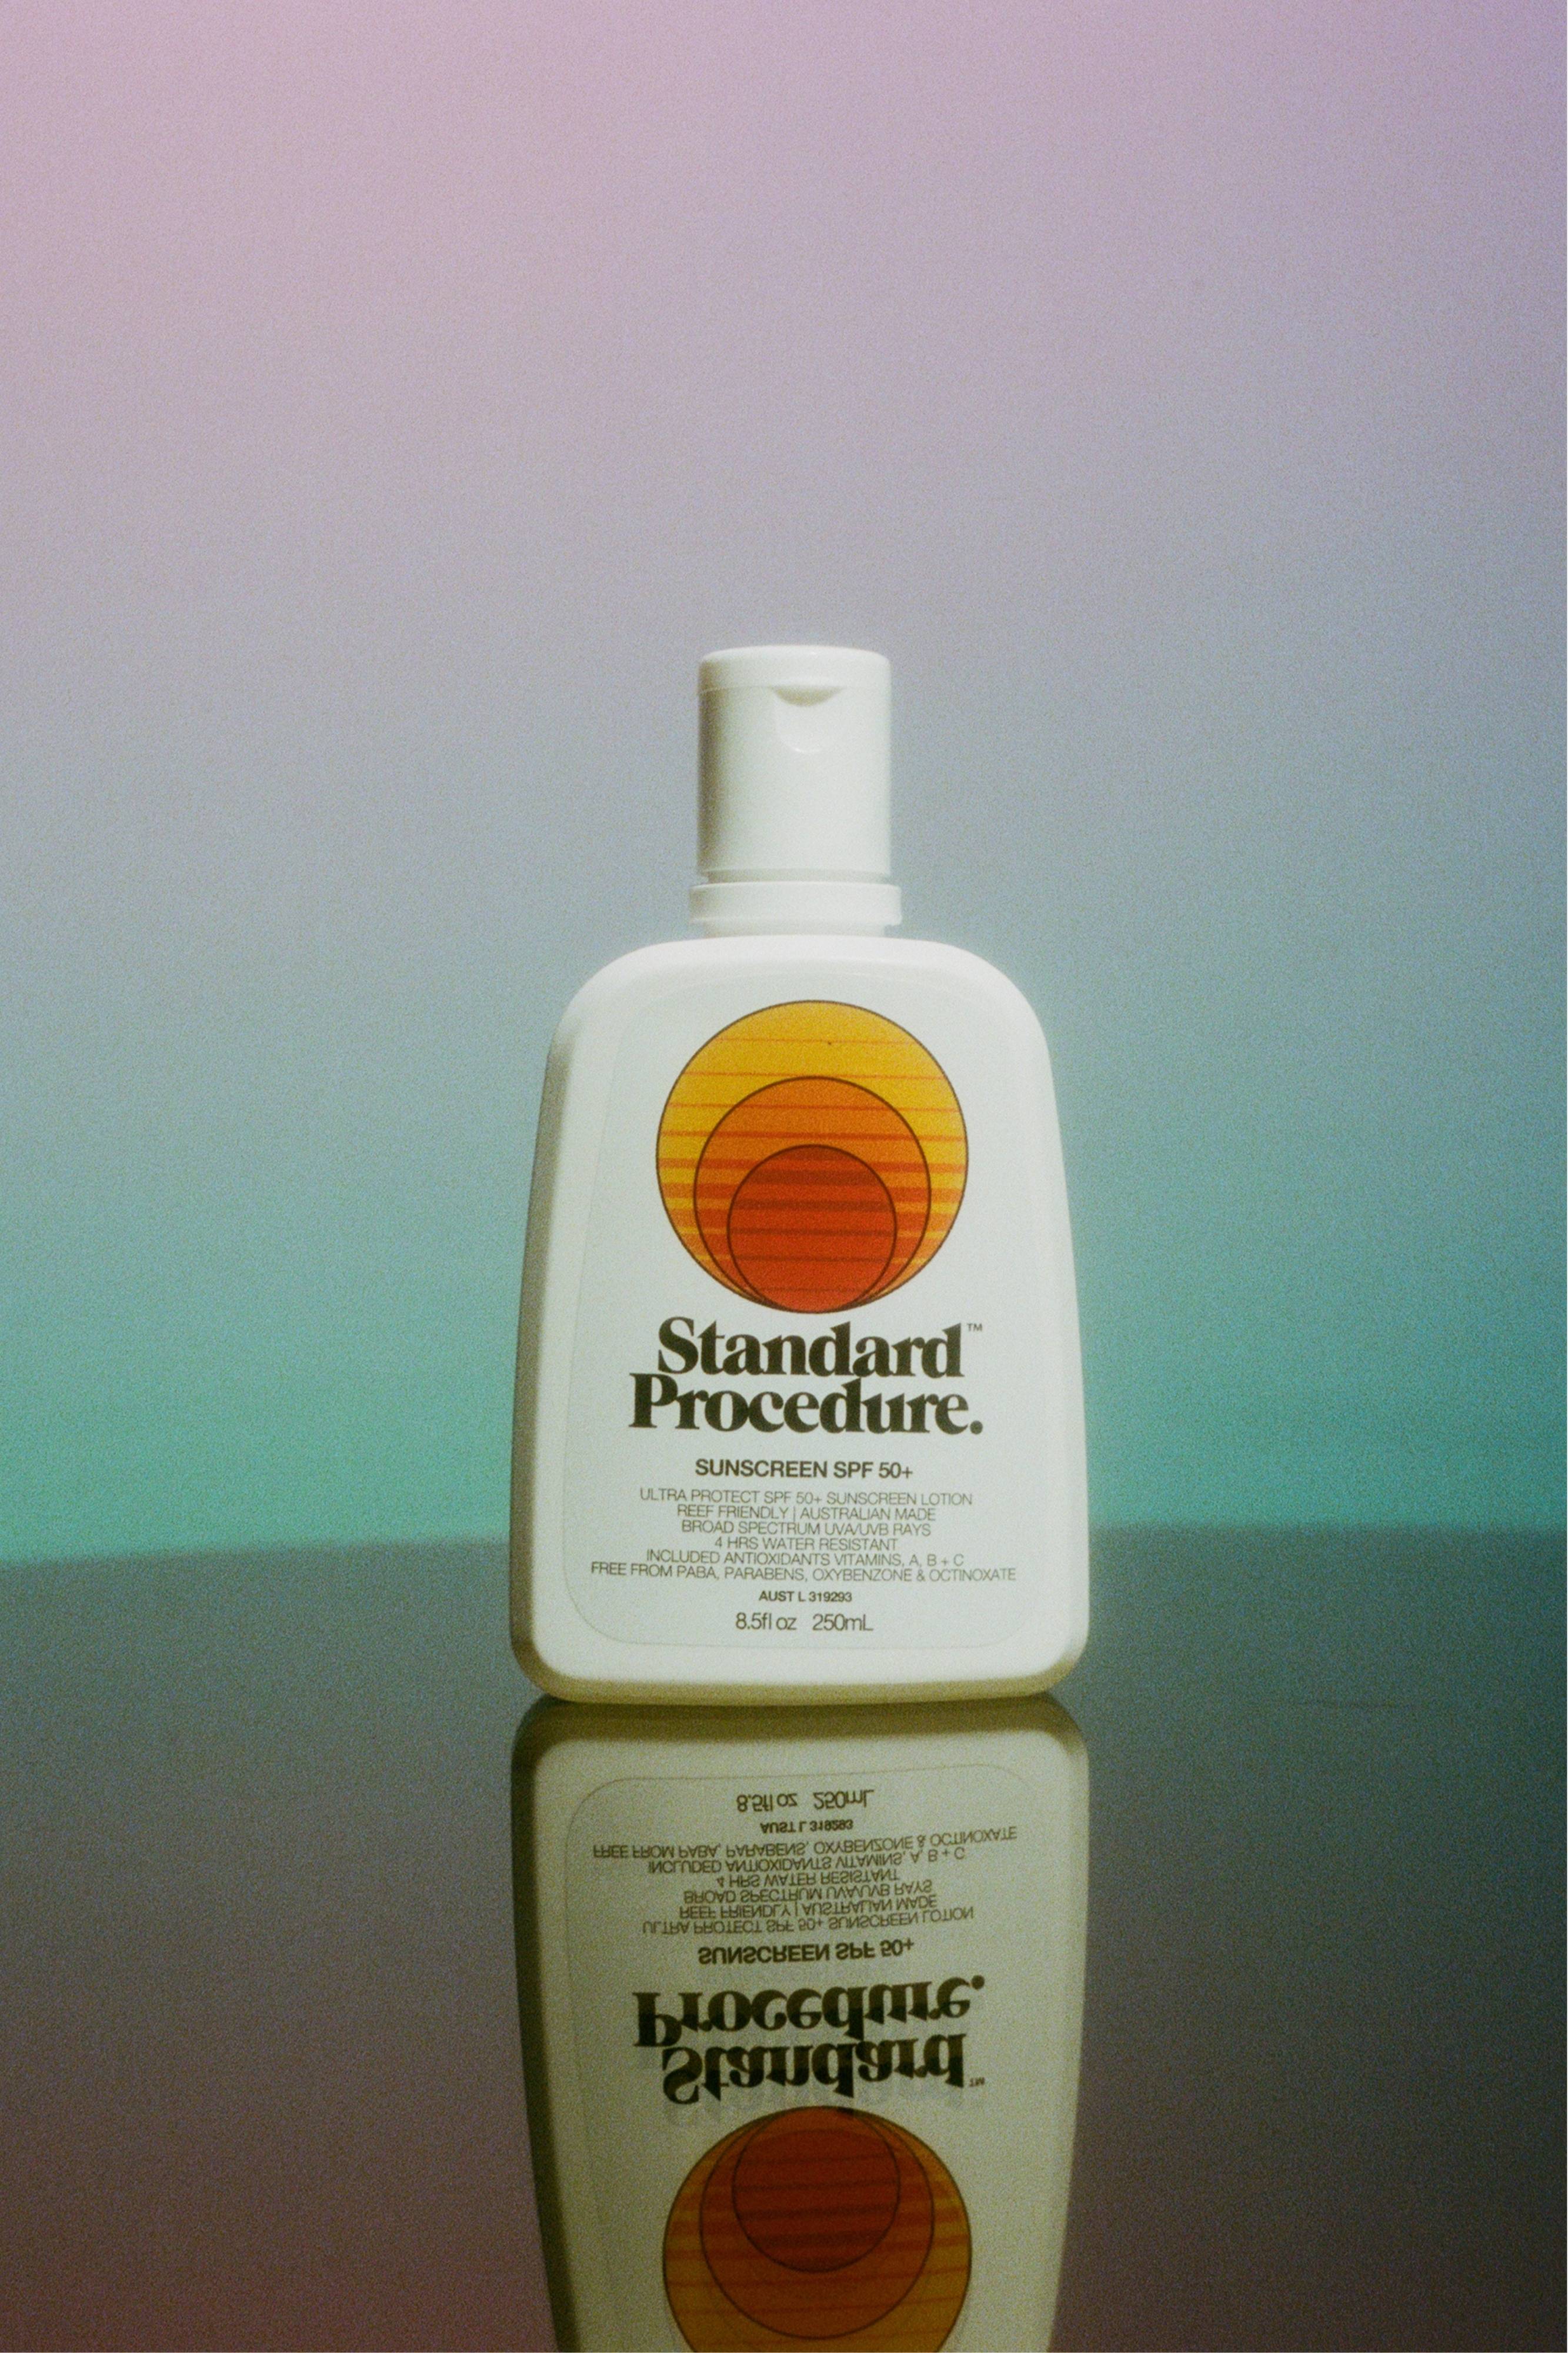 Standard™
Procedure.
SUNSCREEN SPF 50+
ULTRA PROTECT SPF 50+ SUNSCREEN LOTION
REEF FRIENDLY | AUSTRALIAN MADE
BROAD SPECTRUM UVA/UVB RAYS
4 HRS WATER RESISTANT
INCLUDED ANTIOXIDANTS VITAMINS, A, B + C
FREE FROM PABA, PARABENS, OXYBENZONE & OCTINOXATE
AUST L 319293
8.5fl oz 250mL